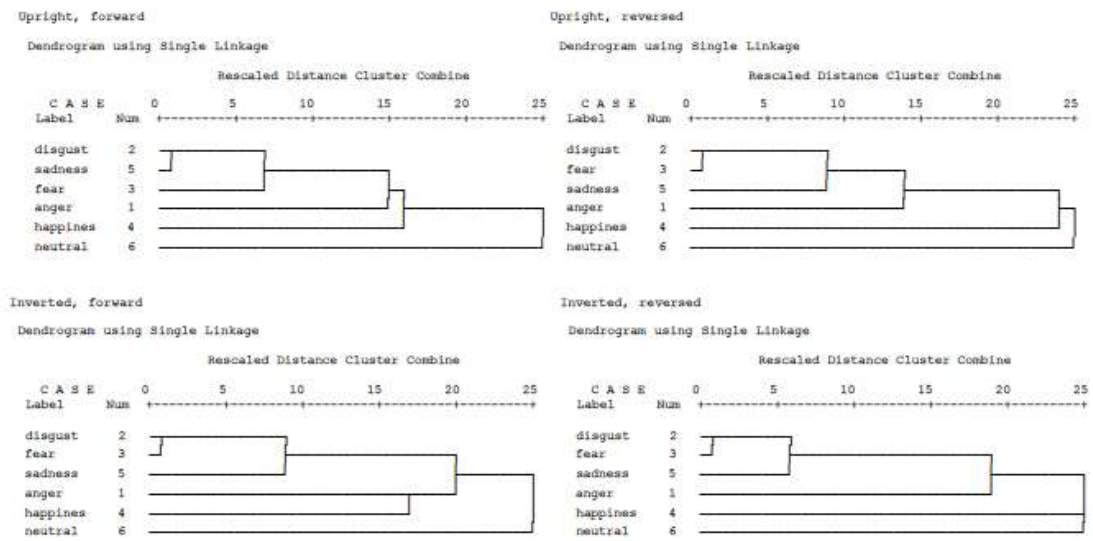 Upright, forward
Dendrogram using Single Linkage
Rescaled Distance Cluster Combine
C A S E 0 5 10 15 20 25
Label Num
disgust 2
sadness 5
fear 3
anger 1
happines 4
neutral 6
Upright, reversed
Dendrogram using Single Linkage
Rescaled Distance Cluster Combine
C A S E 0 5 10 15 20 25
Label Num
disgust 2
fear 3
sadness 5
anger 1
happines 4
neutral 6
Inverted, forward
Dendrogram using Single Linkage
Rescaled Distance Cluster Combine
C A S E 0 5 10 15 20 25
Label Num
disgust 2
fear 3
sadness 5
anger 1
happines 4
neutral 6
Inverted, reversed
Dendrogram using Single Linkage
Rescaled Distance Cluster Combine
C A S E 0 5 10 15 20 25
Label Num
disgust 2
fear 3
sadness 5
anger 1
happines 4
neutral 6